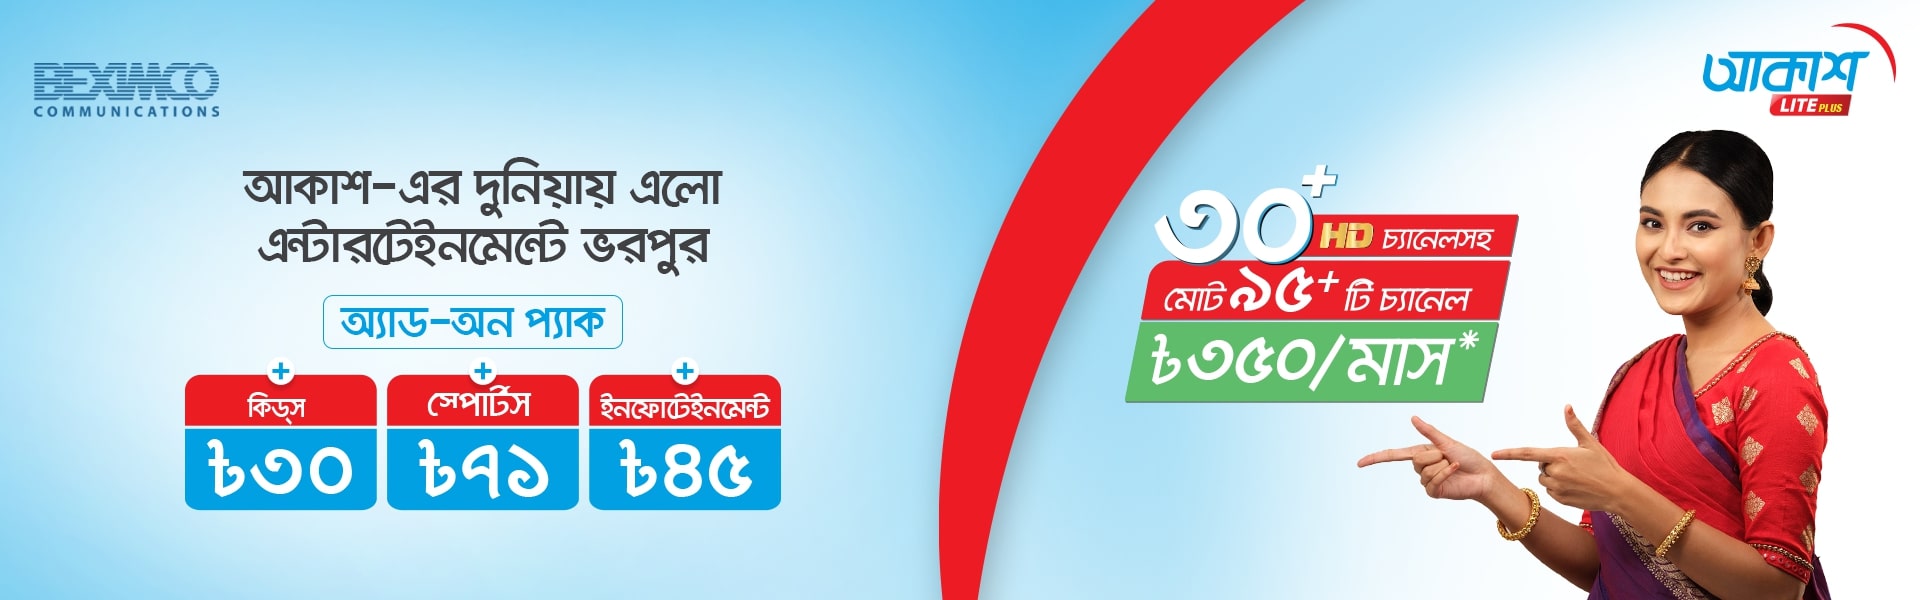 BEXIMCO
COMMUNICATIONS
আকাশ-এর দুনিয়ায় এলো
এন্টারটেইনমেন্টে ভরপুর
অ্যাড-অন প্যাক
+ + +
কিড্স স্পোর্টস ইনফোটেইনমেন্ট
৳৩০ ৳৭১ ৳৪৫
আকাশ
LITE PLUS
৩০+ HD চ্যানেলসহ
মোট ৯৫+ টি চ্যানেল
৳৩৫০/মাস*